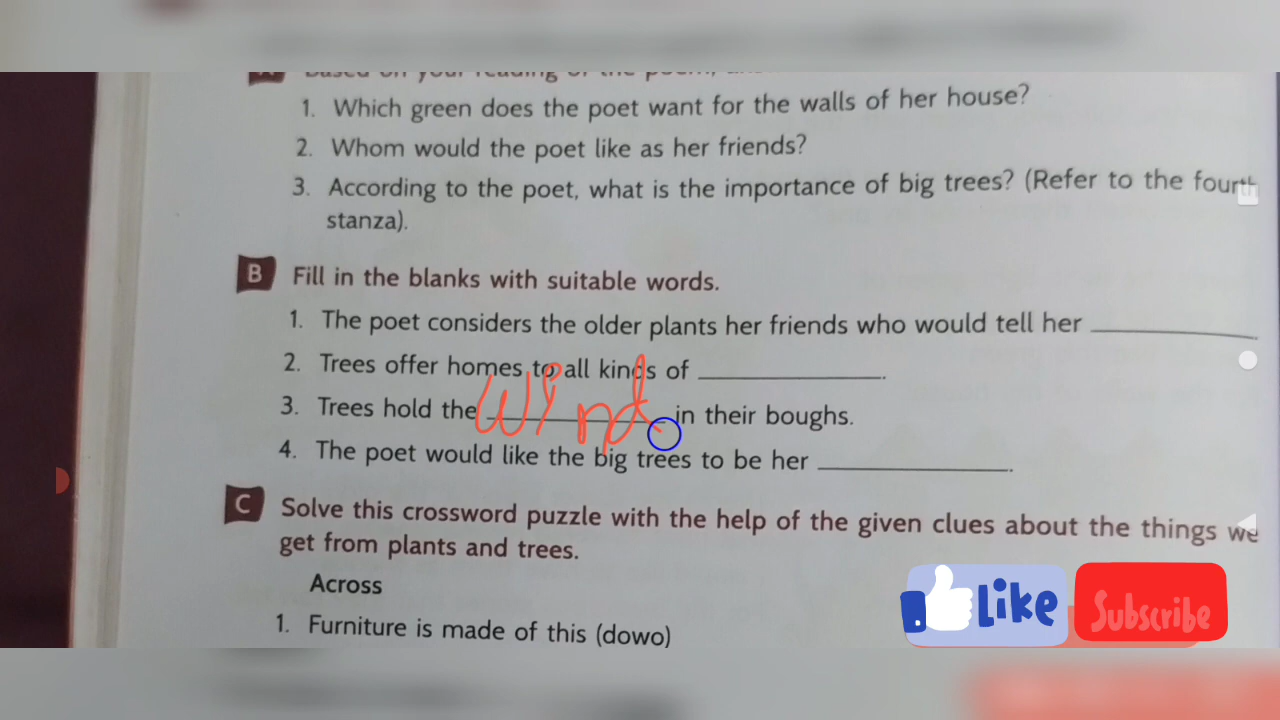 1. Which green does the poet want for the walls of her house?
2. Whom would the poet like as her friends?
3. According to the poet, what is the importance of big trees? (Refer to the fourth
stanza).
B Fill in the blanks with suitable words.
1. The poet considers the older plants her friends who would tell her
2. Trees offer homes to all kinds of .
3. Trees hold the wind in their boughs.
4. The poet would like the big trees to be her .
C Solve this crossword puzzle with the help of the given clues about the things we
get from plants and trees.
Across
1. Furniture is made of this (dowo)
Like Subscribe